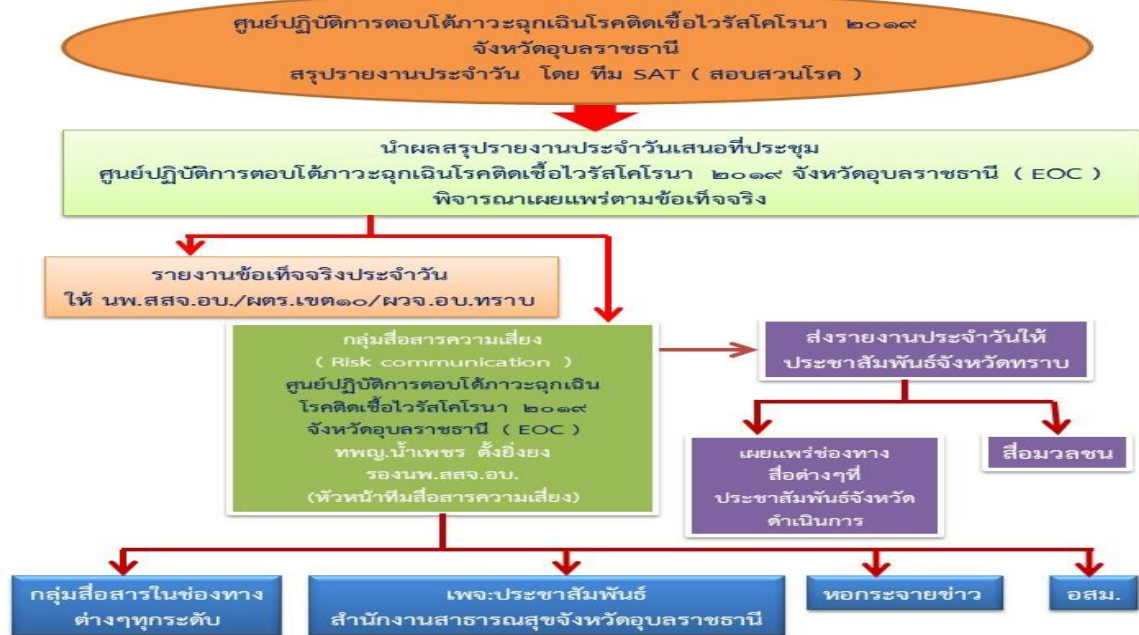 ศูนย์ปฏิบัติการตอบโต้ภาวะฉุกเฉินโรคติดเชื้อไวรัสโคโรนา ๒๐๑๙
จังหวัดอุบลราชธานี
สรุปรายงานประจำวัน โดย ทีม SAT ( สอบสวนโรค )
นำผลสรุปรายงานประจำวันเสนอที่ประชุม
ศูนย์ปฏิบัติการตอบโต้ภาวะฉุกเฉินโรคติดเชื้อไวรัสโคโรนา ๒๐๑๙ จังหวัดอุบลราชธานี ( EOC )
พิจารณาเผยแพร่ตามข้อเท็จจริง
รายงานข้อเท็จจริงประจำวัน
ให้ นพ.สสจ.อบ./ผตร.เขต๑๐/ผวจ.อบ.ทราบ
กลุ่มสื่อสารความเสี่ยง
( Risk communication )
ศูนย์ปฏิบัติการตอบโต้ภาวะฉุกเฉิน
โรคติดเชื้อไวรัสโคโรนา ๒๐๑๙
จังหวัดอุบลราชธานี ( EOC )
ทพญ.น้ำเพชร ตั้งยิ่งยง
รองนพ.สสจ.อบ.
(หัวหน้าทีมสื่อสารความเสี่ยง)
ส่งรายงานประจำวันให้
ประชาสัมพันธ์จังหวัดทราบ
เผยแพร่ช่องทาง
สื่อต่างๆที่
ประชาสัมพันธ์จังหวัด
ดำเนินการ
สื่อมวลชน
กลุ่มสื่อสารในช่องทาง
ต่างๆทุกระดับ
เพจ:ประชาสัมพันธ์
สำนักงานสาธารณสุขจังหวัดอุบลราชธานี
หอกระจายข่าว
อสม.